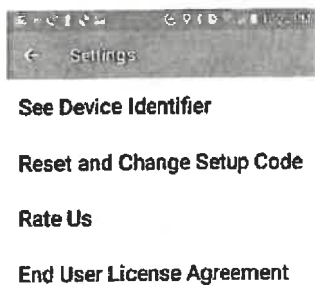 Settings
See Device Identifier
Reset and Change Setup Code
Rate Us
End User License Agreement